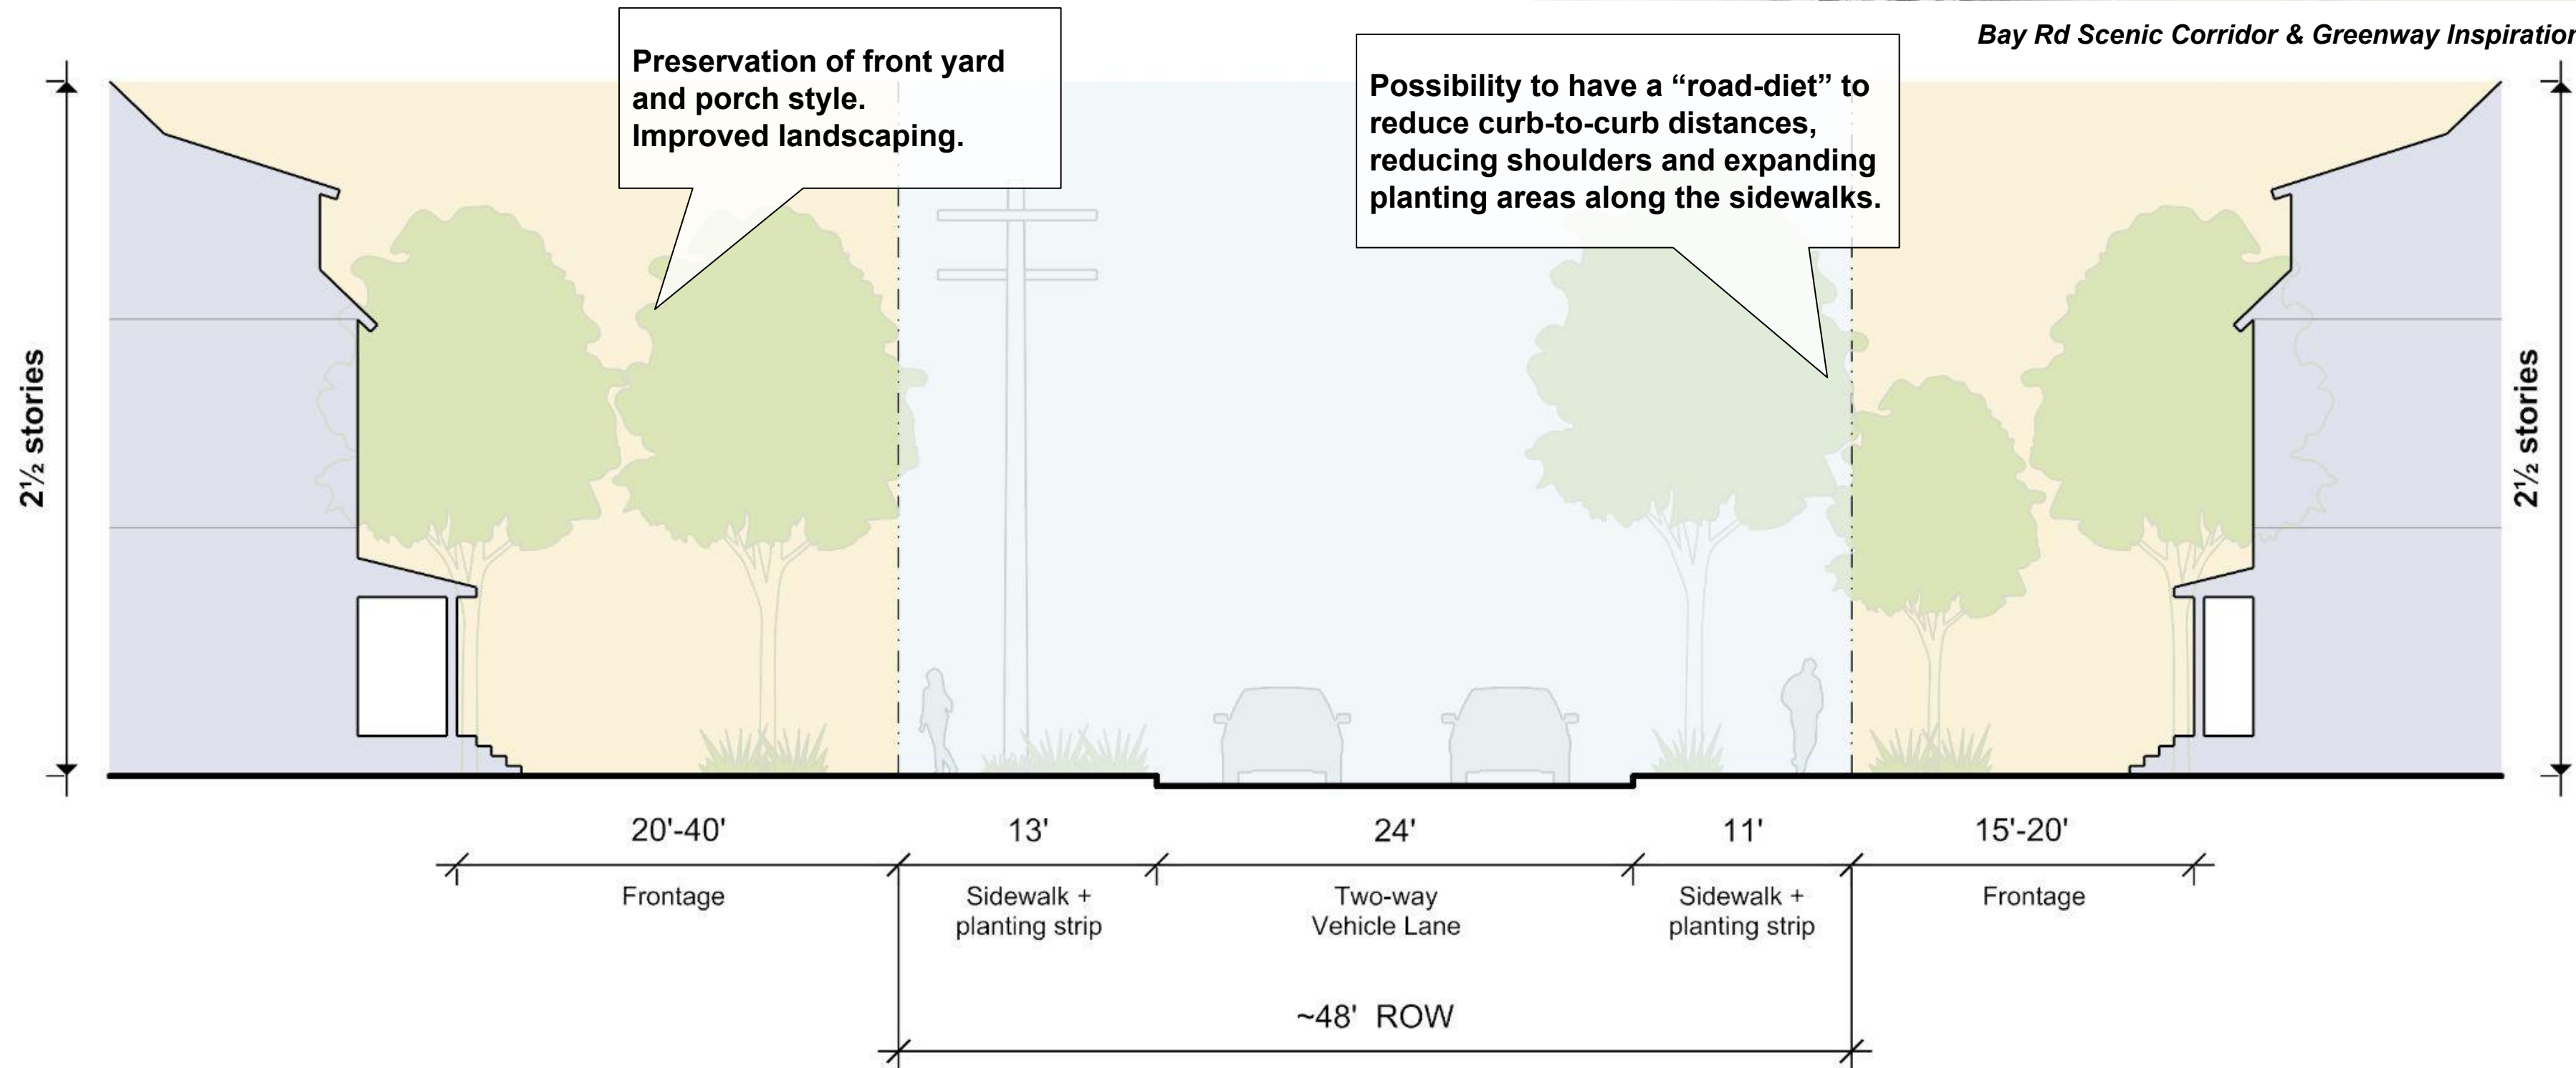 Bay Rd Scenic Corridor & Greenway Inspiration
Preservation of front yard
and porch style.
Improved landscaping.
Possibility to have a “road-diet” to
reduce curb-to-curb distances,
reducing shoulders and expanding
planting areas along the sidewalks.
2½ stories
2½ stories
20'-40'
13'
24'
11'
15'-20'
Frontage
Sidewalk +
planting strip
Two-way
Vehicle Lane
Sidewalk +
planting strip
Frontage
~48' ROW